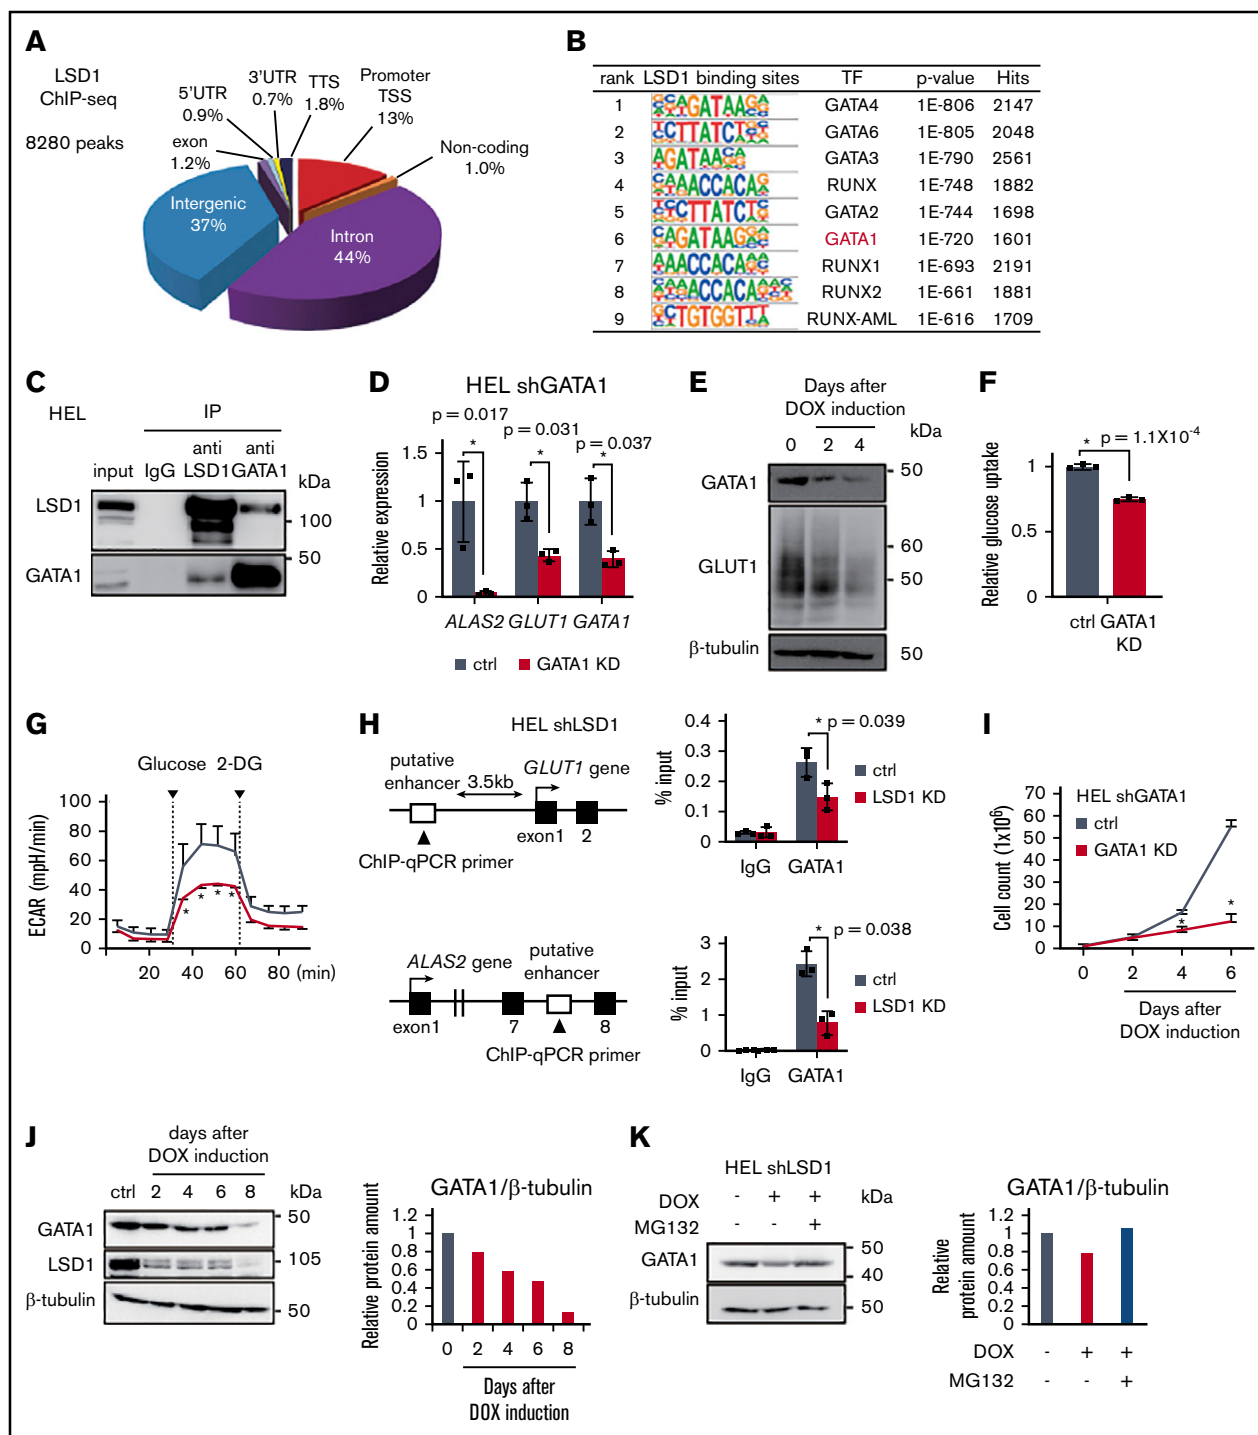 A
LSD1
ChIP-seq
8280 peaks
5'UTR
0.9%
3'UTR
0.7%
TTS
1.8%
Promoter
TSS
13%
exon
1.2%
Non-coding
1.0%
Intergenic
37%
Intron
44%
B
rank LSD1 binding sites TF p-value Hits
1 GATA4 1E-806 2147
2 GATA6 1E-805 2048
3 GATA3 1E-790 2561
4 RUNX 1E-748 1882
5 GATA2 1E-744 1698
6 GATA1 1E-720 1601
7 RUNX1 1E-693 2191
8 RUNX2 1E-661 1881
9 RUNX-AML 1E-616 1709
C
HEL IP
anti anti
input IgG LSD1 GATA1
kDa
LSD1
100
50
GATA1
D
HEL shGATA1
p = 0.017
p = 0.031
p = 0.037
* * *
Relative expression
1.5
1
0.5
0
ALAS2 GLUT1 GATA1
ctrl GATA1 KD
E
Days after
DOX induction
0 2 4
kDa
GATA1
50
GLUT1
60
50
β-tubulin
50
F
* p = 1.1X10-4
Relative glucose uptake
1
0.5
0
ctrl GATA1
KD
G
Glucose 2-DG
ECAR (mpH/min)
100
80
60
40
20
0
* * * *
20 40 60 80 (min)
H
HEL shLSD1
putative
enhancer
3.5kb
GLUT1 gene
exon1 2
ChIP-qPCR primer
% input
0.4
0.3
0.2
0.1
0
* p = 0.039
ctrl
LSD1 KD
IgG GATA1
ALAS2 gene
putative
enhancer
exon1 7 8
ChIP-qPCR primer
% input
3
2
1
0
* p = 0.038
ctrl
LSD1 KD
IgG GATA1
I
Cell count (1x10⁶)
70
60
50
40
30
20
10
0
HEL shGATA1
ctrl
GATA1 KD
* *
0 2 4 6
Days after
DOX induction
J
days after
DOX induction
ctrl 2 4 6 8 kDa
GATA1
50
LSD1
105
β-tubulin
50
GATA1/β-tubulin
Relative protein amount
1.2
1
0.8
0.6
0.4
0.2
0
0 2 4 6 8
Days after
DOX induction
K
HEL shLSD1
DOX - + +
MG132 - - +
kDa
GATA1
50
40
β-tubulin
50
GATA1/β-tubulin
Relative
protein amount
1.2
1
0.8
0.6
0.4
0.2
0
DOX - + +
MG132 - - +